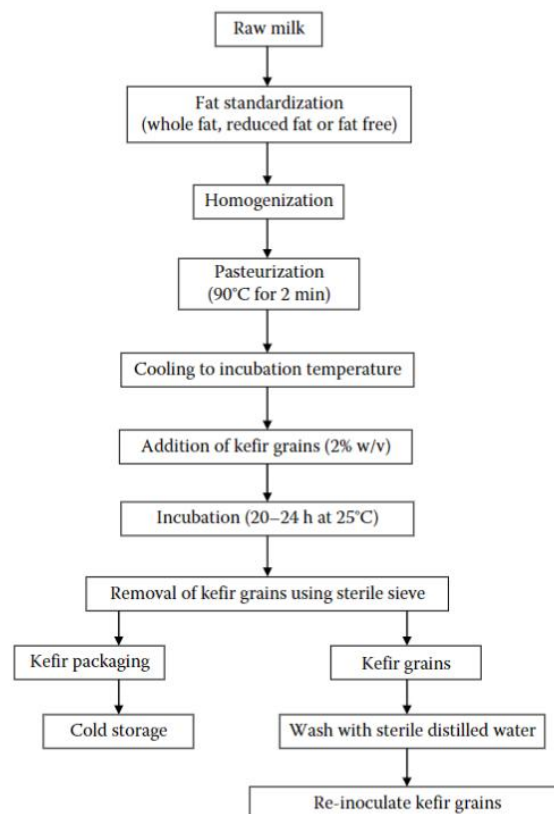 Raw milk
Fat standardization
(whole fat, reduced fat or fat free)
Homogenization
Pasteurization
(90°C for 2 min)
Cooling to incubation temperature
Addition of kefir grains (2% w/v)
Incubation (20–24 h at 25°C)
Removal of kefir grains using sterile sieve
Kefir packaging
Kefir grains
Cold storage
Wash with sterile distilled water
Re-inoculate kefir grains